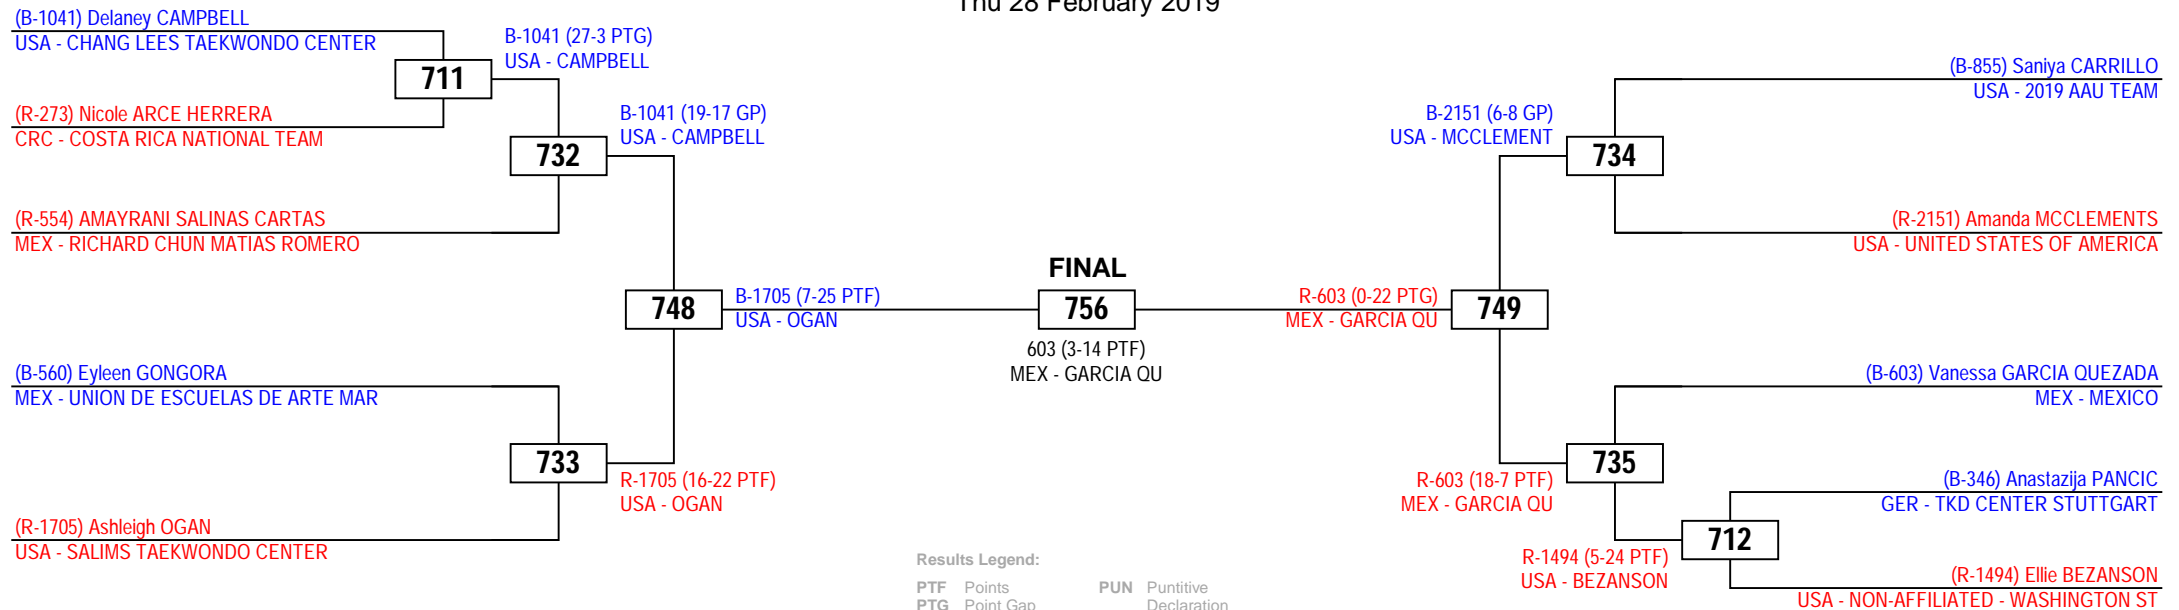 Thu 28 February 2019
(B-1041) Delaney CAMPBELL
USA - CHANG LEES TAEKWONDO CENTER
711
(R-273) Nicole ARCE HERRERA
CRC - COSTA RICA NATIONAL TEAM
B-1041 (27-3 PTG)
USA - CAMPBELL
732
(R-554) AMAYRANI SALINAS CARTAS
MEX - RICHARD CHUN MATIAS ROMERO
B-1041 (19-17 GP)
USA - CAMPBELL
748
(B-560) Eyleen GONGORA
MEX - UNION DE ESCUELAS DE ARTE MAR
733
(R-1705) Ashleigh OGAN
USA - SALIMS TAEKWONDO CENTER
R-1705 (16-22 PTF)
USA - OGAN
B-1705 (7-25 PTF)
USA - OGAN
FINAL
756
603 (3-14 PTF)
MEX - GARCIA QU
R-603 (0-22 PTG)
MEX - GARCIA QU
749
B-2151 (6-8 GP)
USA - MCCLEMENT
734
(B-855) Saniya CARRILLO
USA - 2019 AAU TEAM
(R-2151) Amanda MCCLEMENTS
USA - UNITED STATES OF AMERICA
(B-603) Vanessa GARCIA QUEZADA
MEX - MEXICO
735
R-603 (18-7 PTF)
MEX - GARCIA QU
(B-346) Anastazija PANCIC
GER - TKD CENTER STUTTGART
712
R-1494 (5-24 PTF)
USA - BEZANSON
(R-1494) Ellie BEZANSON
USA - NON-AFFILIATED - WASHINGTON ST
Results Legend:
PTF Points
PTG Point Gap
PUN Puntitive
Declaration